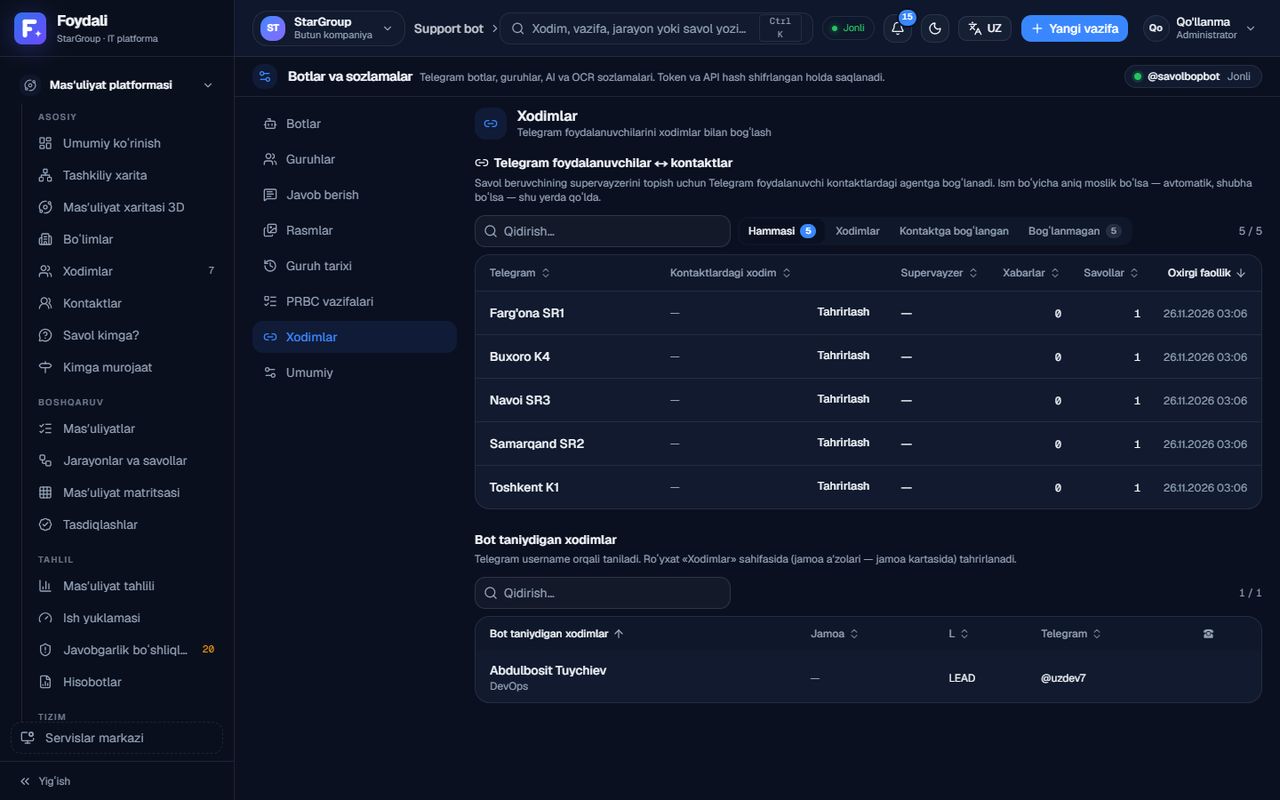 Foydali
StarGroup · IT platforma
ST
StarGroup
Butun kompaniya
Support bot
Xodim, vazifa, jarayon yoki savol yozi...
Ctrl K
Jonli
15
UZ
+ Yangi vazifa
Qo
Qo'llanma
Administrator
Botlar va sozlamalar
Telegram botlar, guruhlar, AI va OCR sozlamalari. Token va API hash shifrlangan holda saqlanadi.
@savolbopbot Jonli
Mas'uliyat platformasi
ASOSIY
Umumiy ko'rinish
Tashkiliy xarita
Mas'uliyat xaritasi 3D
Bo'limlar
Xodimlar 7
Kontaktlar
Savol kimga?
Kimga murojaat
BOSHQARUV
Mas'uliyatlar
Jarayonlar va savollar
Mas'uliyat matritsasi
Tasdiqlashlar
TAHLIL
Mas'uliyat tahlili
Ish yuklamasi
Javobgarlik bo'shliql... 20
Hisobotlar
TIZIM
Servislar markazi
Yig'ish
Botlar
Guruhlar
Javob berish
Rasmlar
Guruh tarixi
PRBC vazifalari
Xodimlar
Umumiy
Xodimlar
Telegram foydalanuvchilarini xodimlar bilan bog'lash
Telegram foydalanuvchilar ↔ kontaktlar
Savol beruvchining supervayzerini topish uchun Telegram foydalanuvchi kontaktlardagi agentga bog'lanadi. Ism bo'yicha aniq moslik bo'lsa — avtomatik, shubha
bo'lsa — shu yerda qo'lda.
Qidirish...
Hammasi 5
Xodimlar
Kontaktga bog'langan
Bog'lanmagan 5
5 / 5
Telegram Kontaktlardagi xodim Supervayzer Xabarlar Savollar Oxirgi faollik ↓
Farg'ona SR1 — Tahrirlash — 0 1 26.11.2026 03:06
Buxoro K4 — Tahrirlash — 0 1 26.11.2026 03:06
Navoi SR3 — Tahrirlash — 0 1 26.11.2026 03:06
Samarqand SR2 — Tahrirlash — 0 1 26.11.2026 03:06
Toshkent K1 — Tahrirlash — 0 1 26.11.2026 03:06
Bot taniydigan xodimlar
Telegram username orqali taniladi. Ro'yxat «Xodimlar» sahifasida (jamoa a'zolari — jamoa kartasida) tahrirlanadi.
Qidirish...
1 / 1
Bot taniydigan xodimlar ↑ Jamoa L Telegram ☎
Abdulbosit Tuychiev — LEAD @uzdev7
DevOps